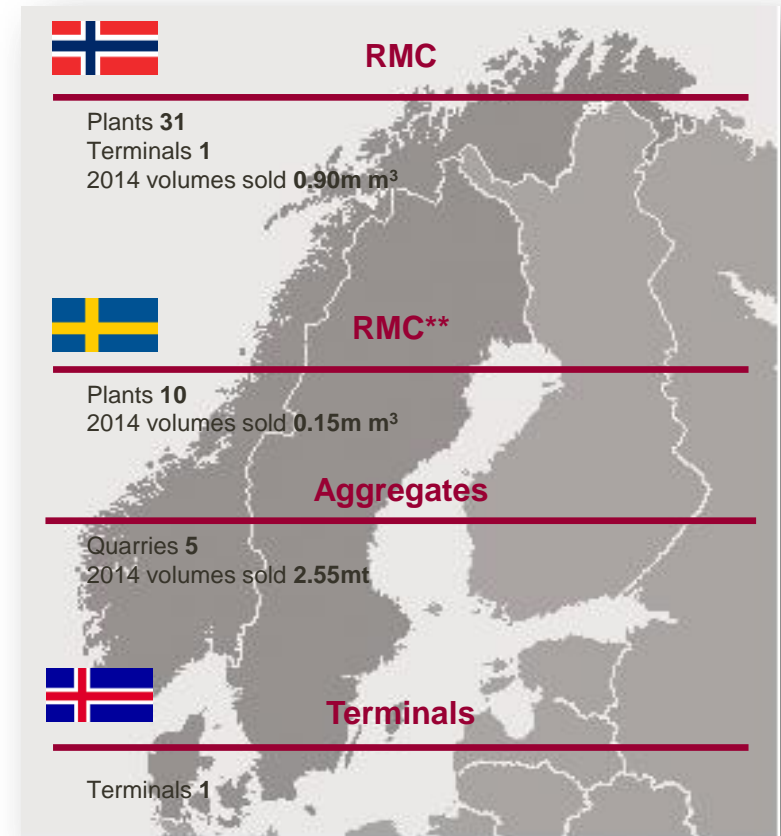 RMC
Plants 31
Terminals 1
2014 volumes sold 0.90m m³
RMC**
Plants 10
2014 volumes sold 0.15m m³
Aggregates
Quarries 5
2014 volumes sold 2.55mt
Terminals
Terminals 1